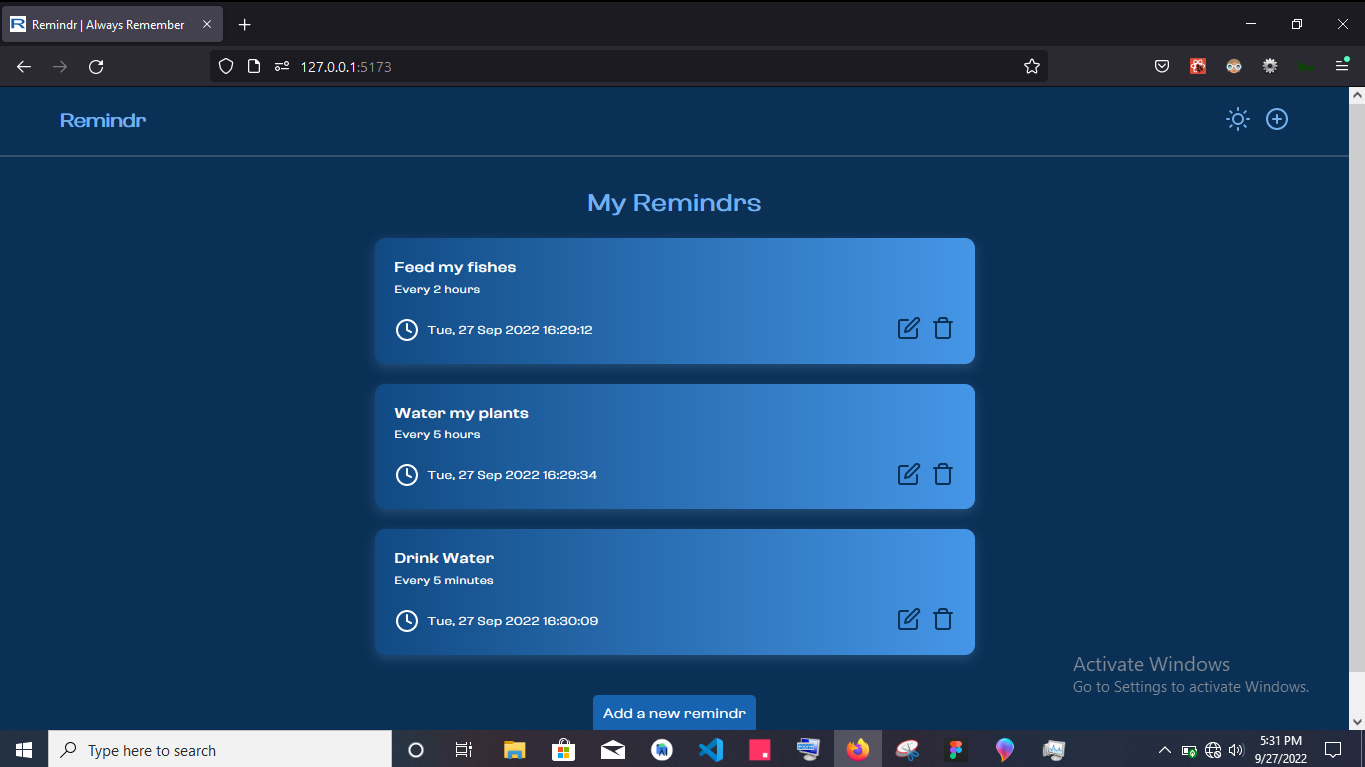 Remindr | Always Remember
127.0.0.1:5173
Remindr
My Remindrs
Feed my fishes
Every 2 hours
Tue, 27 Sep 2022 16:29:12
Water my plants
Every 5 hours
Tue, 27 Sep 2022 16:29:34
Drink Water
Every 5 minutes
Tue, 27 Sep 2022 16:30:09
Add a new remindr
Activate Windows
Go to Settings to activate Windows.
Type here to search
5:31 PM
9/27/2022